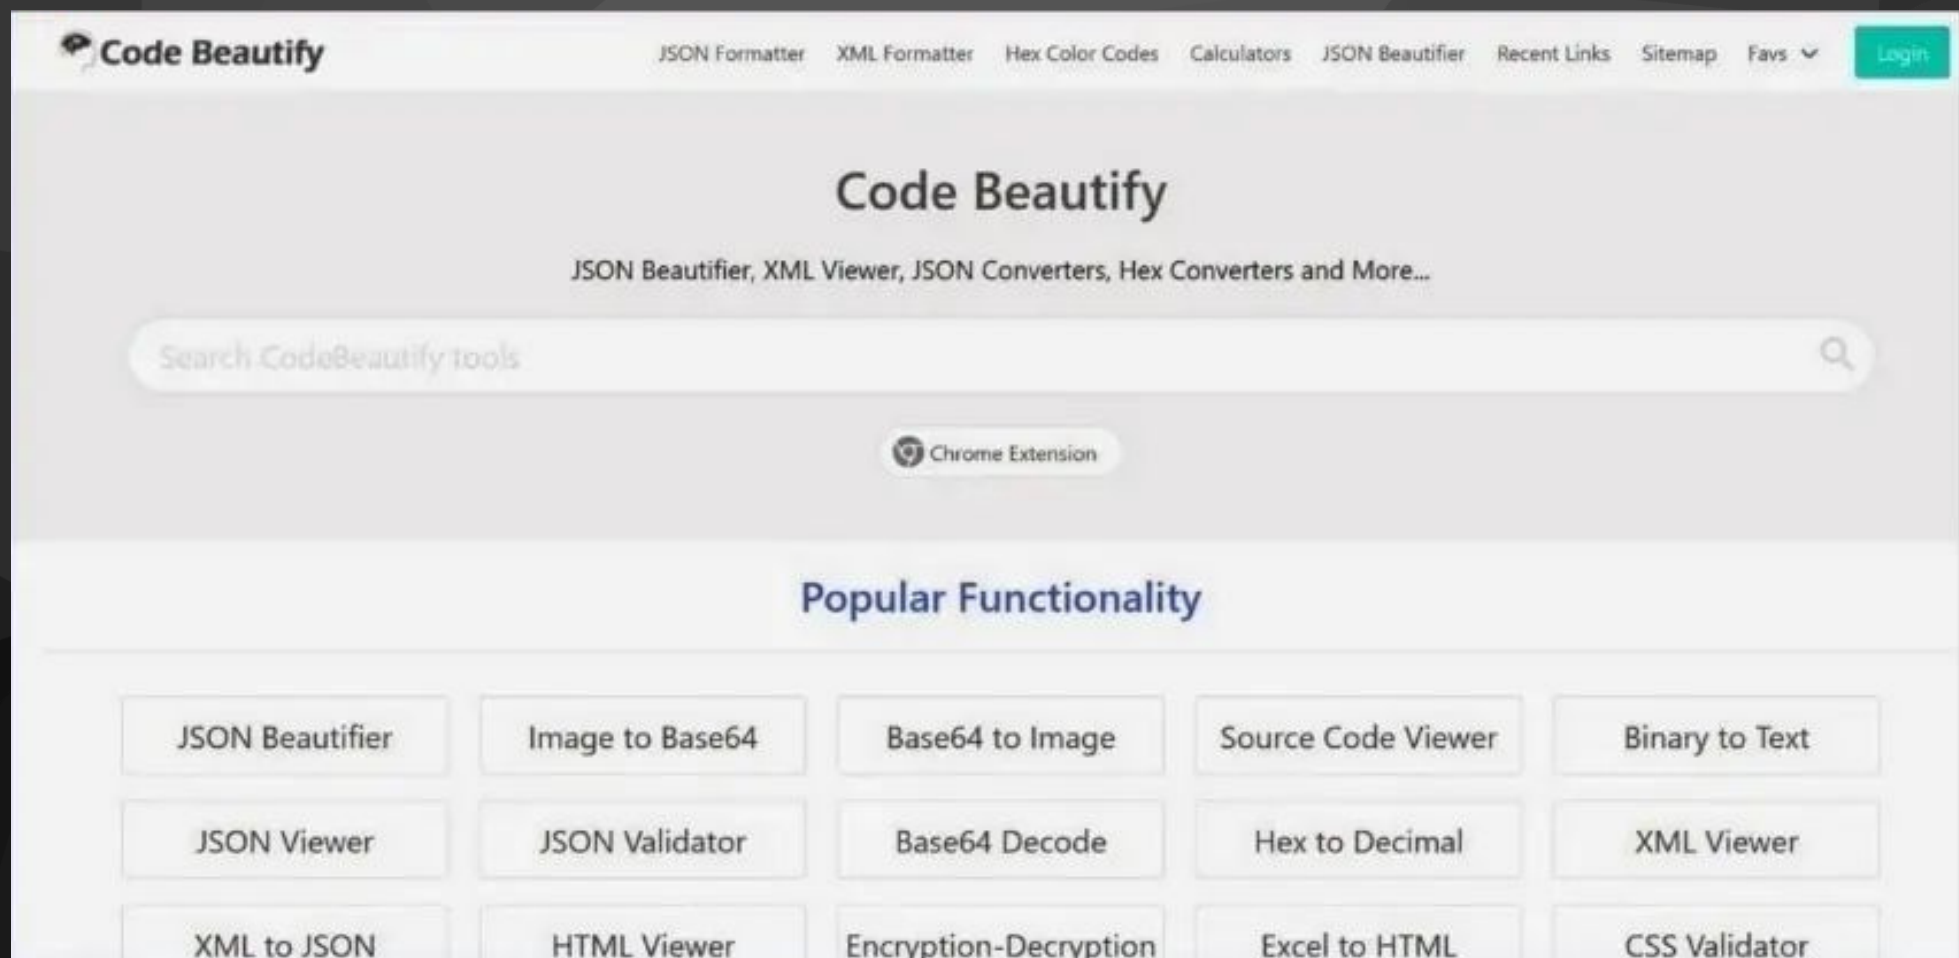 Code Beautify JSON Formatter XML Formatter Hex Color Codes Calculators JSON Beautifier Recent Links Sitemap Favs Login
Code Beautify
JSON Beautifier, XML Viewer, JSON Converters, Hex Converters and More...
Search CodeBeautify tools
Chrome Extension
Popular Functionality
JSON Beautifier Image to Base64 Base64 to Image Source Code Viewer Binary to Text
JSON Viewer JSON Validator Base64 Decode Hex to Decimal XML Viewer
XML to JSON HTML Viewer Encryption-Decryption Excel to HTML CSS Validator